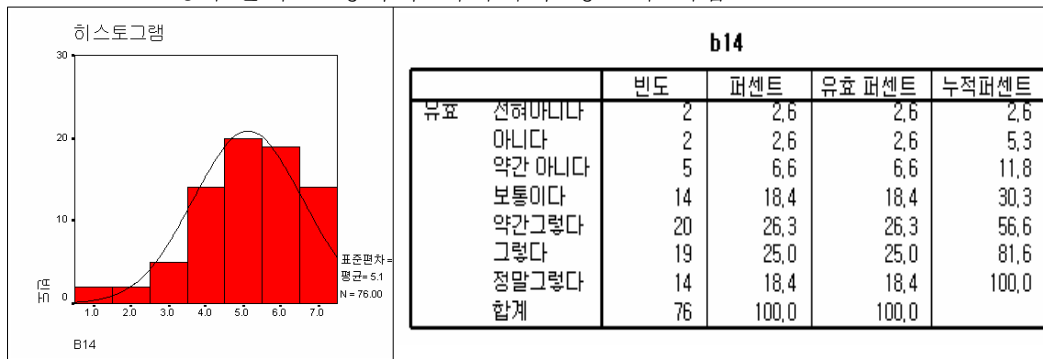 히스토그램
30
20
10
0
빈도
1.0 2.0 3.0 4.0 5.0 6.0 7.0
표준편차=
평균= 5.1
N = 76.00
B14
b14
빈도 퍼센트 유효 퍼센트 누적퍼센트
유효 전혀아니다 2 2,6 2,6 2,6
아니다 2 2,6 2,6 5,3
약간 아니다 5 6,6 6,6 11,8
보통이다 14 18,4 18,4 30,3
약간그렇다 20 26,3 26,3 56,6
그렇다 19 25,0 25,0 81,6
정말그렇다 14 18,4 18,4 100,0
합계 76 100,0 100,0